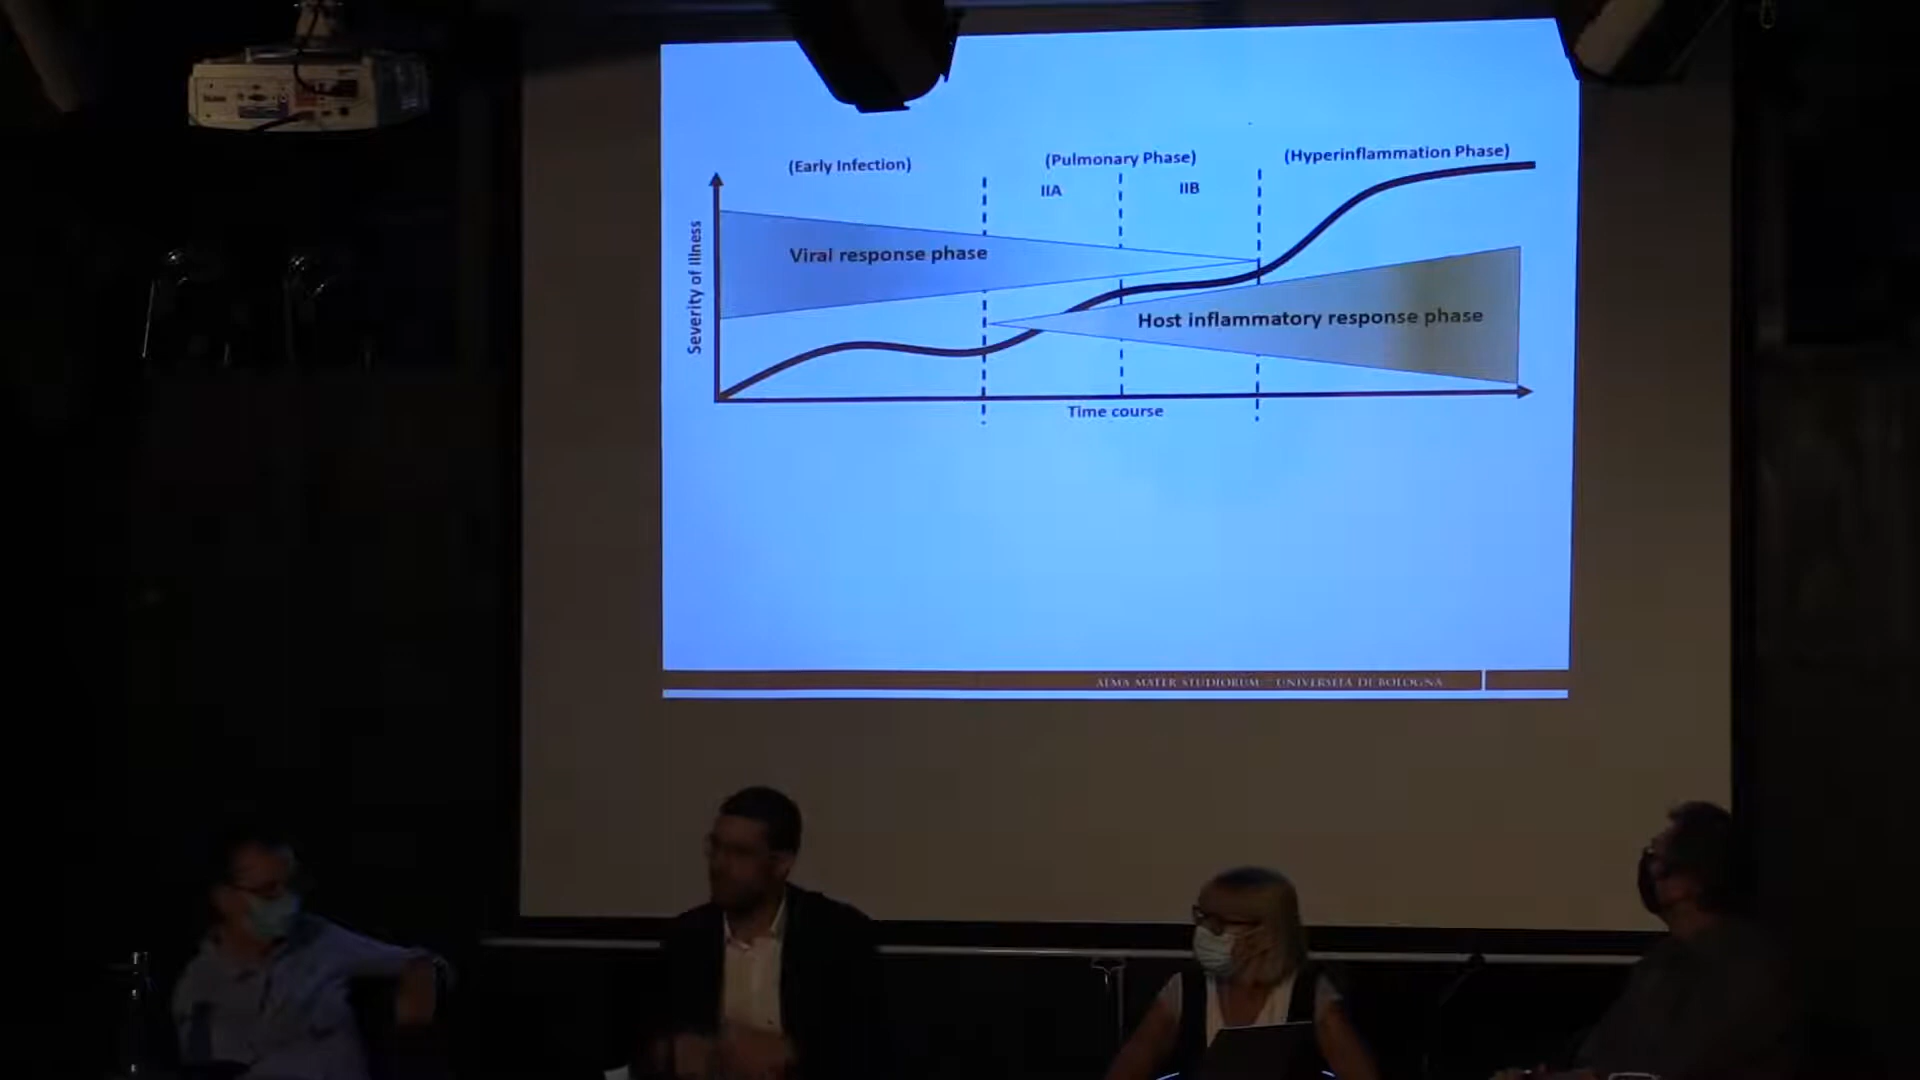 (Early Infection)
(Pulmonary Phase)
(Hyperinflammation Phase)
IIA
IIB
Severity of Illness
Viral response phase
Host inflammatory response phase
Time course
ALMA MATER STUDIORUM ~ UNIVERSITÀ DI BOLOGNA